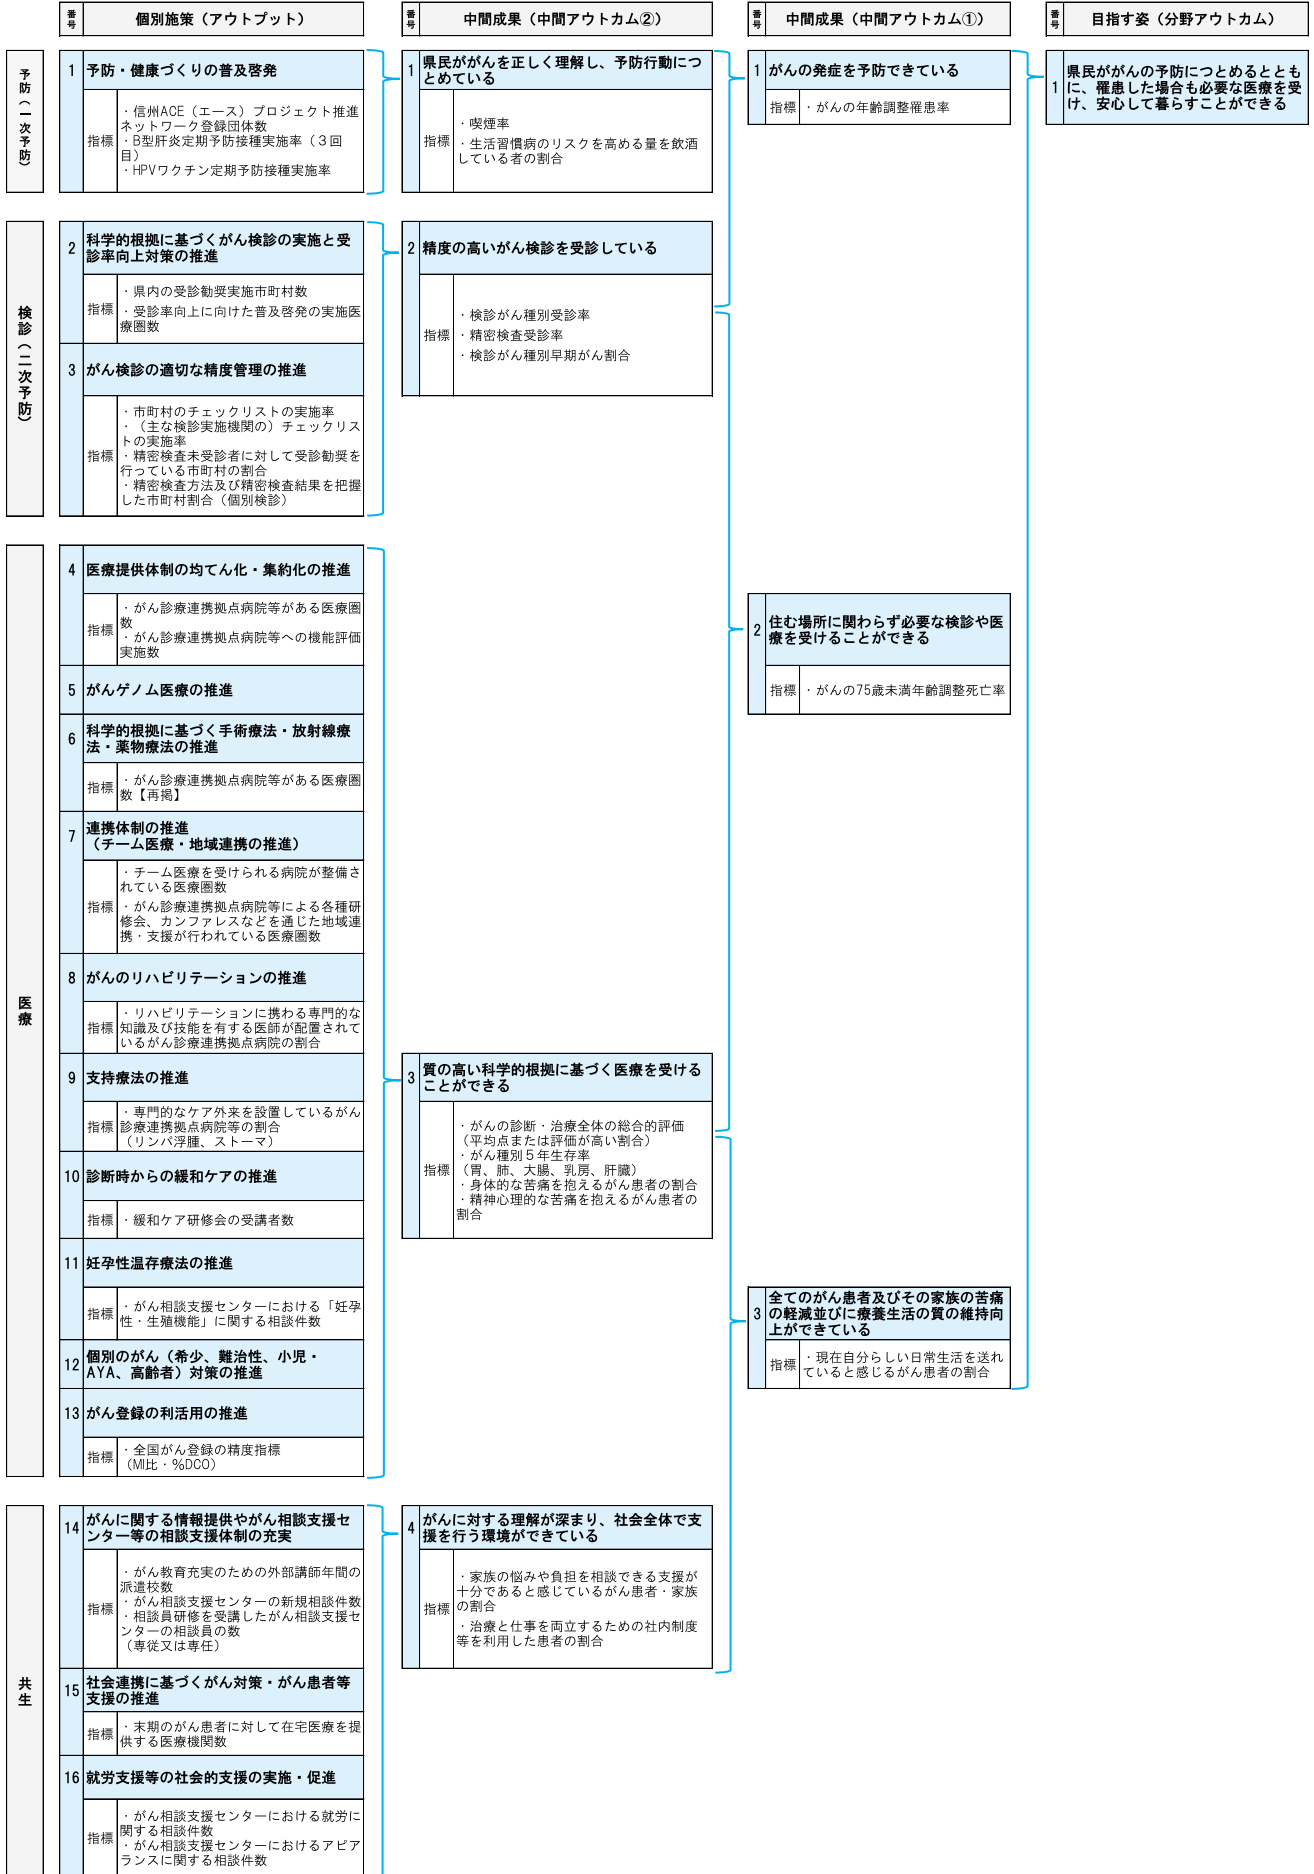 番号
個別施策（アウトプット）
番号
中間成果（中間アウトカム②）
番号
中間成果（中間アウトカム①）
番号
目指す姿（分野アウトカム）
予防（一次予防）
1
予防・健康づくりの普及啓発
指標
・信州ACE（エース）プロジェクト推進
ネットワーク登録団体数
・B型肝炎定期予防接種実施率（３回
目）
・HPVワクチン定期予防接種実施率
1
県民ががんを正しく理解し、予防行動につ
とめている
指標
・喫煙率
・生活習慣病のリスクを高める量を飲酒
している者の割合
1
がんの発症を予防できている
指標
・がんの年齢調整罹患率
1
県民ががんの予防につとめるととも
に、罹患した場合も必要な医療を受
け、安心して暮らすことができる
検診（二次予防）
2
科学的根拠に基づくがん検診の実施と受
診率向上対策の推進
指標
・県内の受診勧奨実施市町村数
・受診率向上に向けた普及啓発の実施医
療圏数
3
がん検診の適切な精度管理の推進
指標
・市町村のチェックリストの実施率
・（主な検診実施機関の）チェックリス
トの実施率
・精密検査未受診者に対して受診勧奨を
行っている市町村の割合
・精密検査方法及び精密検査結果を把握
した市町村割合（個別検診）
2
精度の高いがん検診を受診している
指標
・検診がん種別受診率
・精密検査受診率
・検診がん種別早期がん割合
医療
4
医療提供体制の均てん化・集約化の推進
指標
・がん診療連携拠点病院等がある医療圏
数
・がん診療連携拠点病院等への機能評価
実施数
5
がんゲノム医療の推進
6
科学的根拠に基づく手術療法・放射線療
法・薬物療法の推進
指標
・がん診療連携拠点病院等がある医療圏
数【再掲】
7
連携体制の推進
（チーム医療・地域連携の推進）
指標
・チーム医療を受けられる病院が整備さ
れている医療圏数
・がん診療連携拠点病院等による各種研
修会、カンファレスなどを通じた地域連
携・支援が行われている医療圏数
8
がんのリハビリテーションの推進
指標
・リハビリテーションに携わる専門的な
知識及び技能を有する医師が配置されて
いるがん診療連携拠点病院の割合
9
支持療法の推進
指標
・専門的なケア外来を設置しているがん
診療連携拠点病院等の割合
（リンパ浮腫、ストーマ）
10
診断時からの緩和ケアの推進
指標
・緩和ケア研修会の受講者数
11
妊孕性温存療法の推進
指標
・がん相談支援センターにおける「妊孕
性・生殖機能」に関する相談件数
12
個別のがん（希少、難治性、小児・
AYA、高齢者）対策の推進
13
がん登録の利活用の推進
指標
・全国がん登録の精度指標
（MI比・%DCO）
3
質の高い科学的根拠に基づく医療を受ける
ことができる
指標
・がんの診断・治療全体の総合的評価
（平均点または評価が高い割合）
・がん種別５年生存率
（胃、肺、大腸、乳房、肝臓）
・身体的な苦痛を抱えるがん患者の割合
・精神心理的な苦痛を抱えるがん患者の
割合
2
住む場所に関わらず必要な検診や医
療を受けることができる
指標
・がんの75歳未満年齢調整死亡率
3
全てのがん患者及びその家族の苦痛
の軽減並びに療養生活の質の維持向
上ができている
指標
・現在自分らしい日常生活を送れ
ていると感じるがん患者の割合
共生
14
がんに関する情報提供やがん相談支援セ
ンター等の相談支援体制の充実
指標
・がん教育充実のための外部講師年間の
派遣校数
・がん相談支援センターの新規相談件数
・相談員研修を受講したがん相談支援セ
ンターの相談員の数
（専従又は専任）
15
社会連携に基づくがん対策・がん患者等
支援の推進
指標
・末期のがん患者に対して在宅医療を提
供する医療機関数
16
就労支援等の社会的支援の実施・促進
指標
・がん相談支援センターにおける就労に
関する相談件数
・がん相談支援センターにおけるアピア
ランスに関する相談件数
4
がんに対する理解が深まり、社会全体で支
援を行う環境ができている
指標
・家族の悩みや負担を相談できる支援が
十分であると感じているがん患者・家族
の割合
・治療と仕事を両立するための社内制度
等を利用した患者の割合